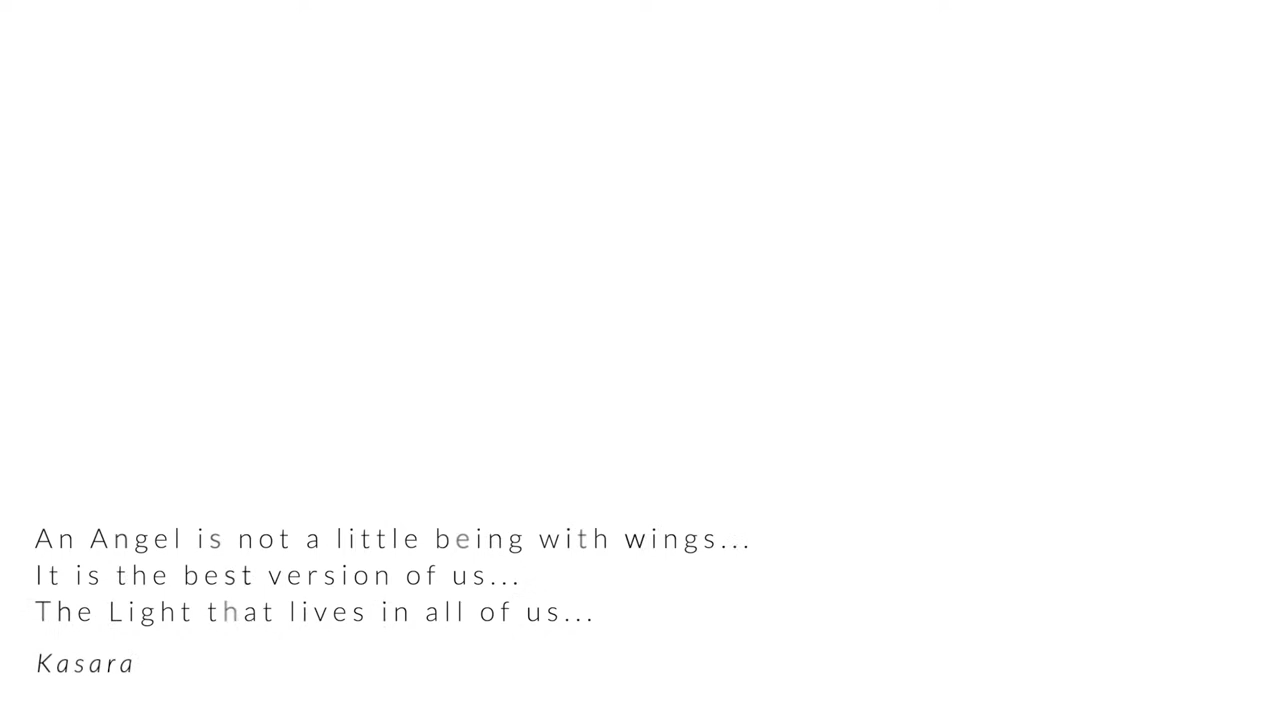 An Angel is not a little being with wings...
It is the best version of us...
The Light that lives in all of us...
Kasara